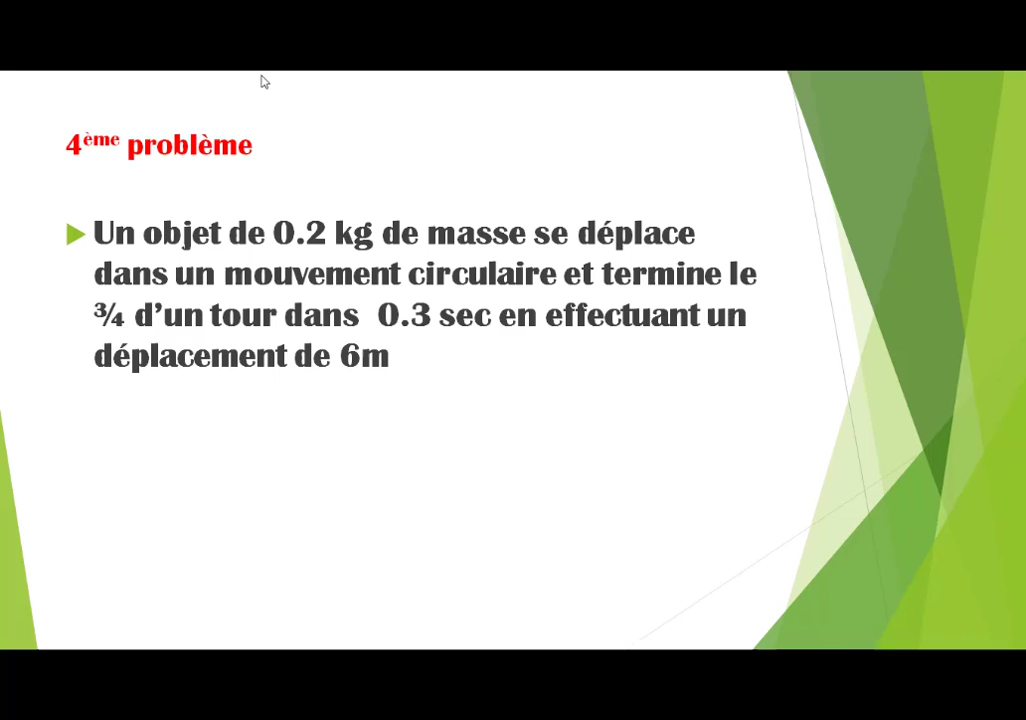 4ème problème
Un objet de 0.2 kg de masse se déplace
dans un mouvement circulaire et termine le
¾ d’un tour dans 0.3 sec en effectuant un
déplacement de 6m